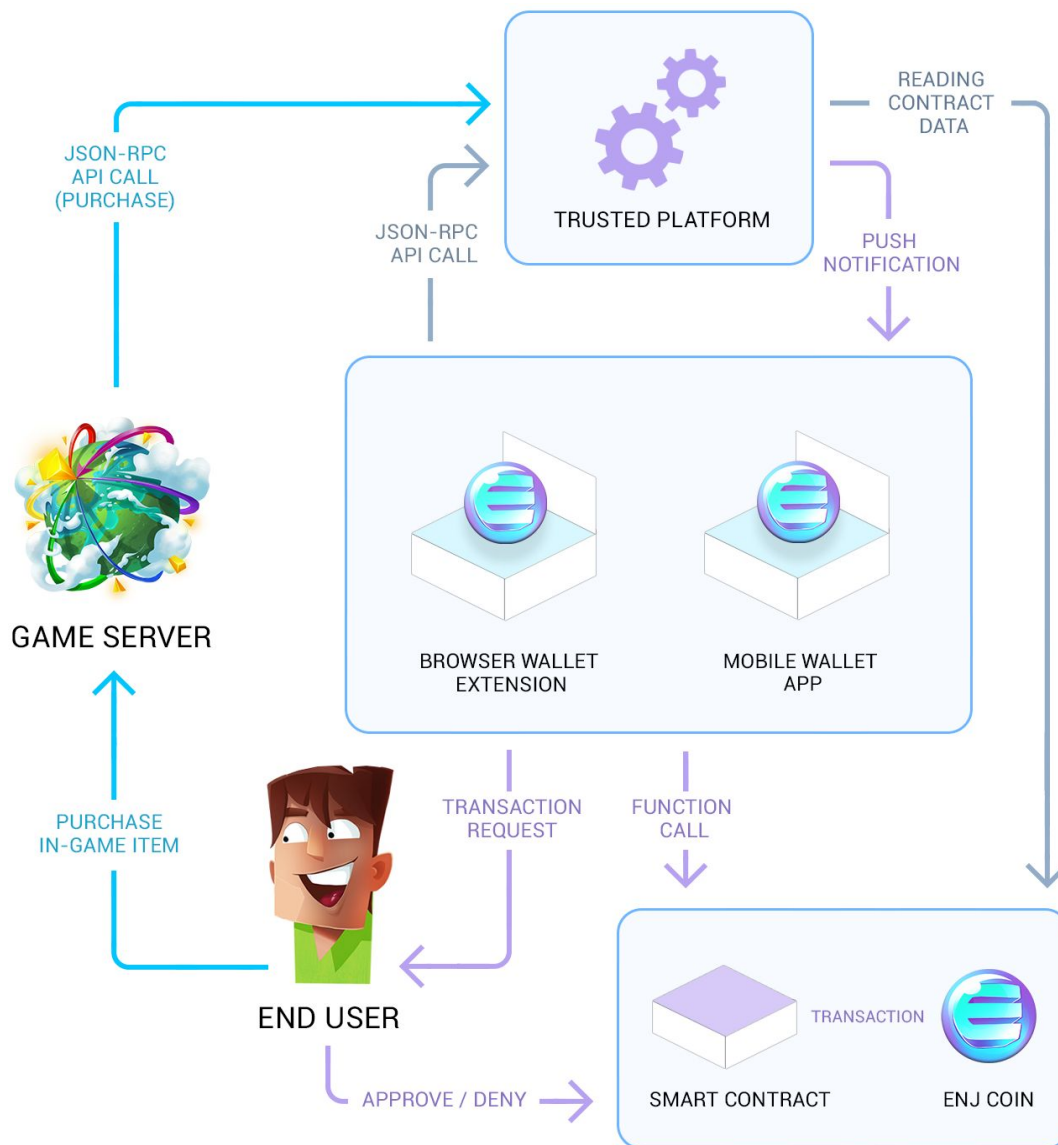 READING
CONTRACT
DATA
JSON-RPC
API CALL
(PURCHASE)
TRUSTED PLATFORM
JSON-RPC
API CALL
PUSH
NOTIFICATION
GAME SERVER
BROWSER WALLET
EXTENSION
MOBILE WALLET
APP
TRANSACTION
REQUEST
FUNCTION
CALL
PURCHASE
IN-GAME ITEM
END USER
TRANSACTION
APPROVE / DENY
SMART CONTRACT
ENJ COIN